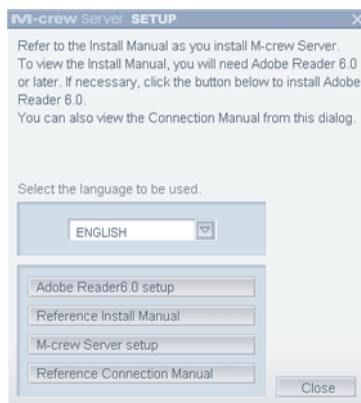 M-crew Server SETUP
Refer to the Install Manual as you install M-crew Server.
To view the Install Manual, you will need Adobe Reader 6.0
or later. If necessary, click the button below to install Adobe
Reader 6.0.
You can also view the Connection Manual from this dialog.
Select the language to be used.
ENGLISH
Adobe Reader6.0 setup
Reference Install Manual
M-crew Server setup
Reference Connection Manual
Close